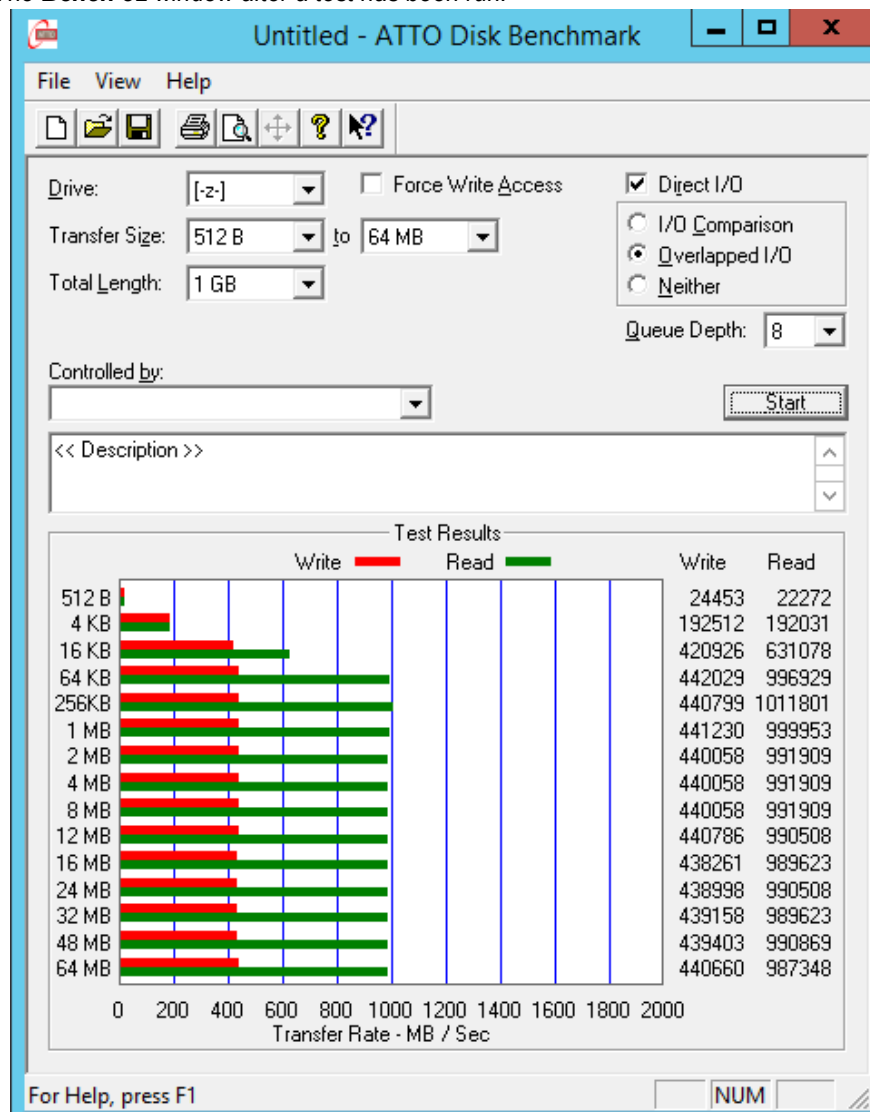 Untitled - ATTO Disk Benchmark
File View Help
Drive: [-z-] Force Write Access Direct I/O
I/O Comparison
Transfer Size: 512 B to 64 MB
Overlapped I/O
Total Length: 1 GB
Neither
Queue Depth: 8
Controlled by:
Start
<< Description >>
Test Results
Write Read Write Read
512 B 24453 22272
4 KB 192512 192031
16 KB 420926 631078
64 KB 442029 996929
256KB 440799 1011801
1 MB 441230 999953
2 MB 440058 991909
4 MB 440058 991909
8 MB 440058 991909
12 MB 440786 990508
16 MB 438261 989623
24 MB 438998 990508
32 MB 439158 989623
48 MB 439403 990869
64 MB 440660 987348
0 200 400 600 800 1000 1200 1400 1600 1800 2000
Transfer Rate - MB / Sec
For Help, press F1 NUM